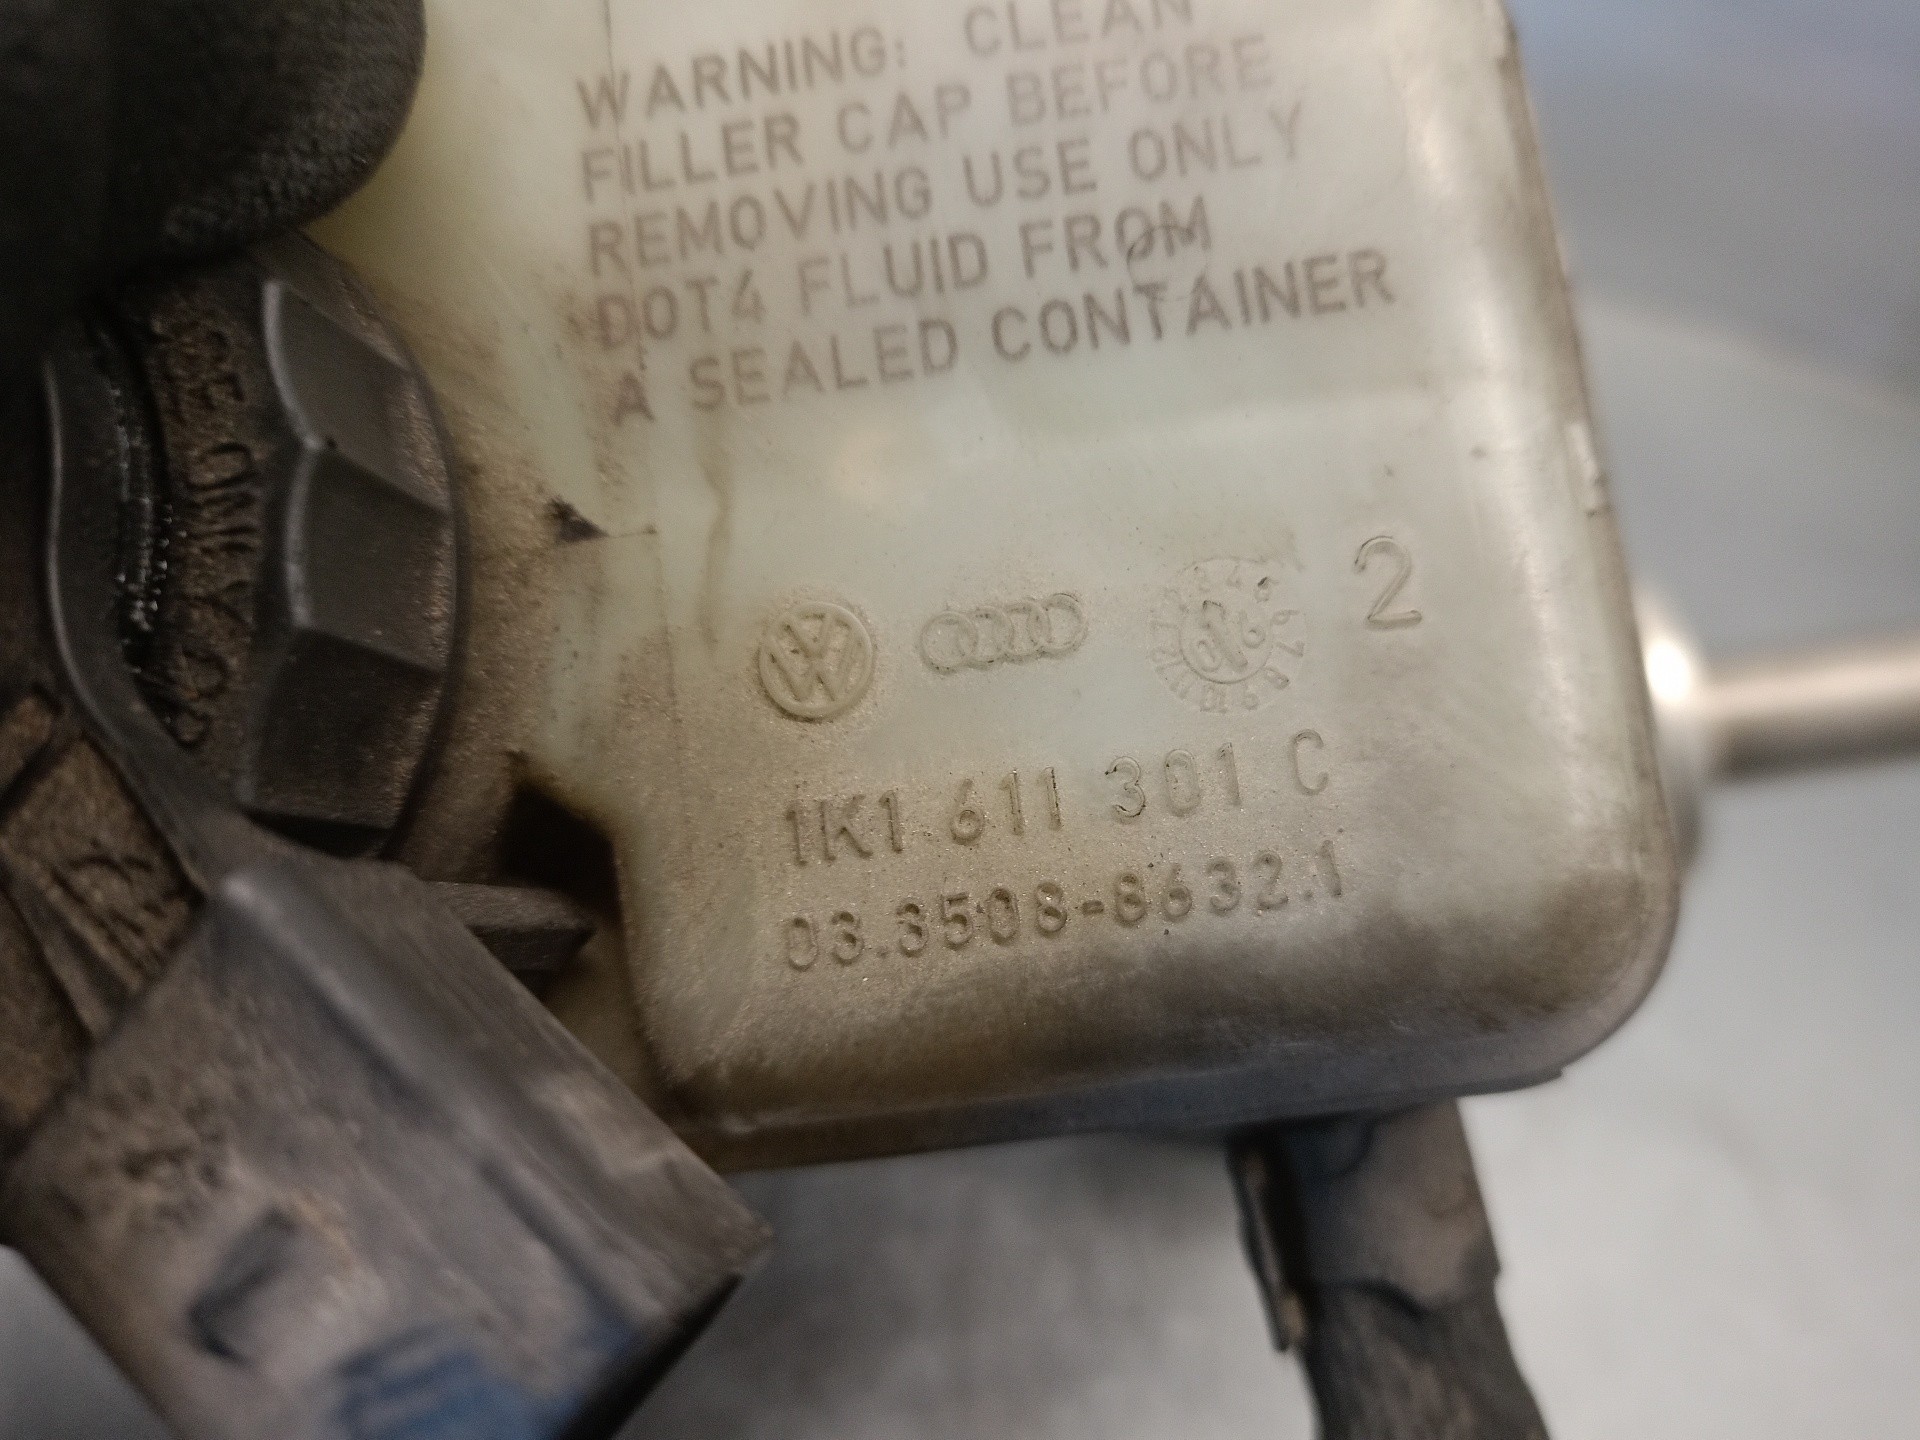 WARNING: CLEAN
FILLER CAP BEFORE
REMOVING USE ONLY
DOT4 FLUID FROM
A SEALED CONTAINER
2
1K1 611 301 C
03.3508-8632.1